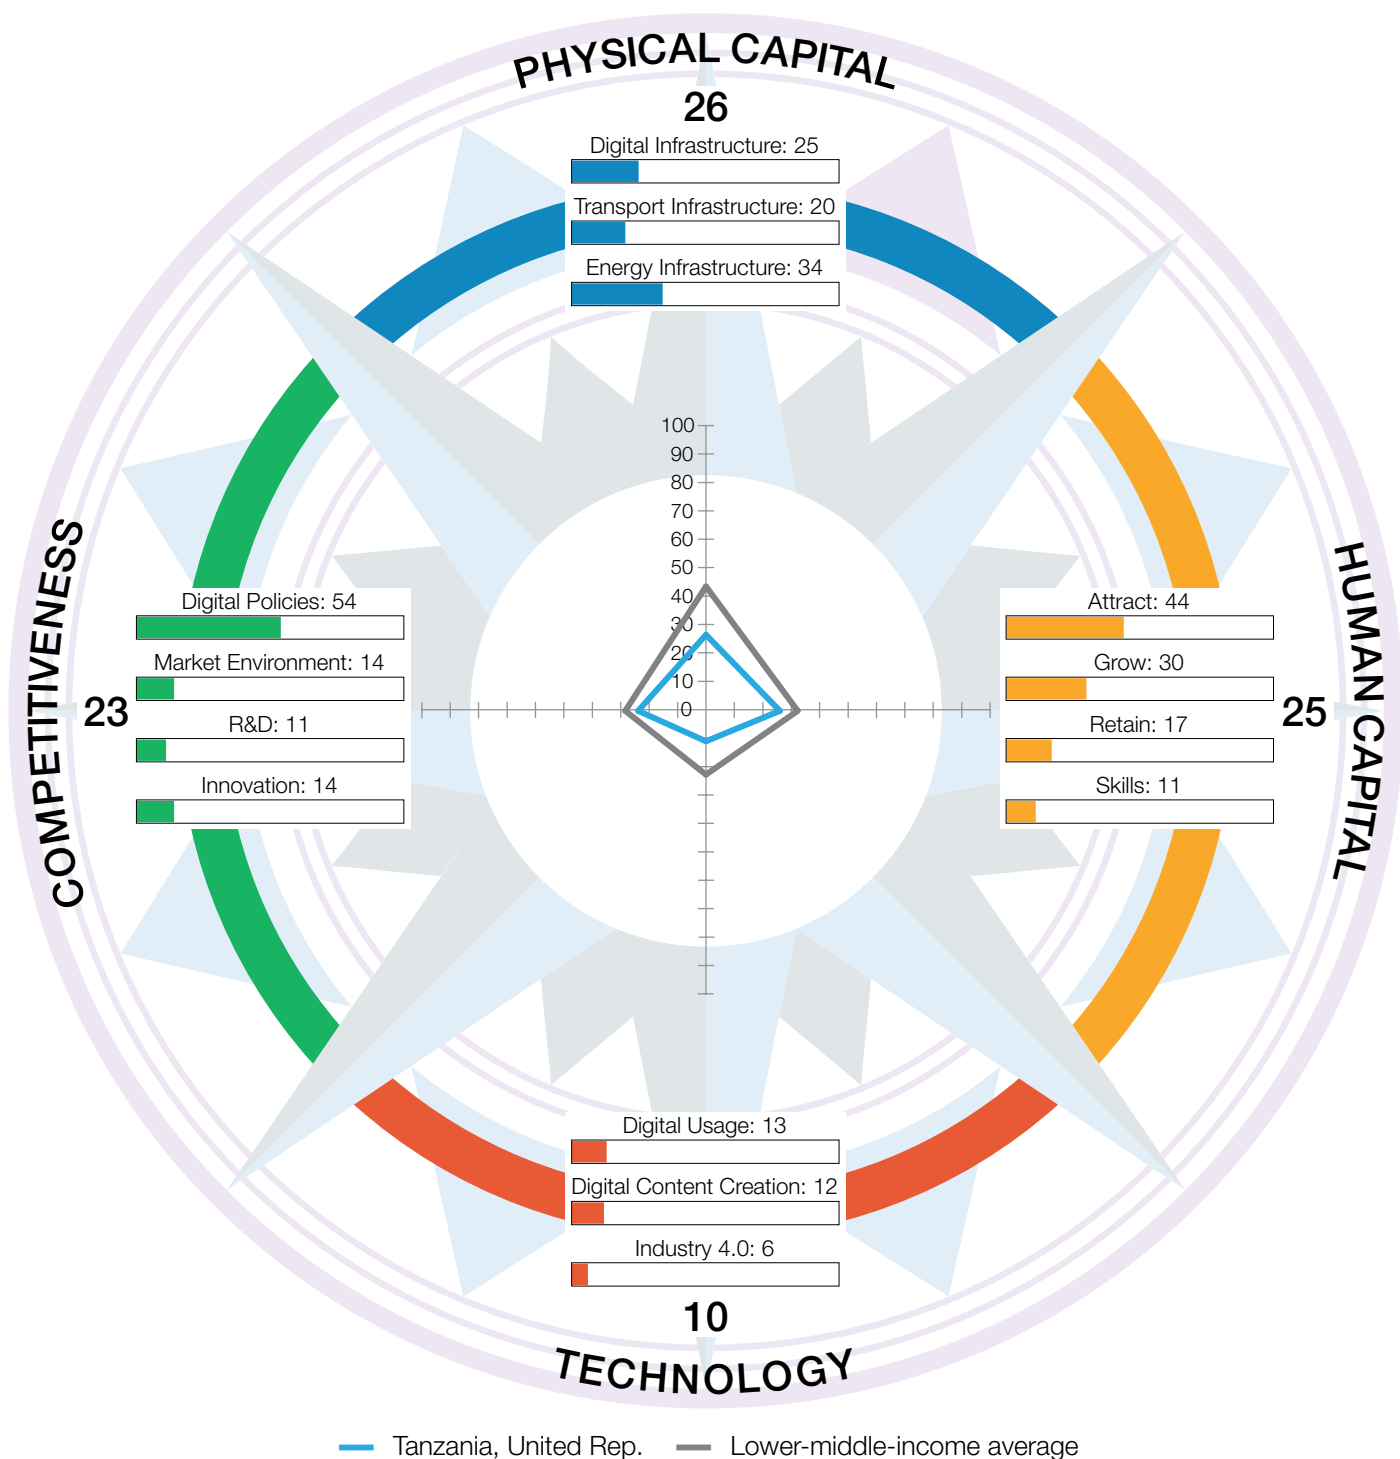 PHYSICAL CAPITAL
26
Digital Infrastructure: 25
Transport Infrastructure: 20
Energy Infrastructure: 34
100
90
80
70
60
50
40
30
20
10
0
COMPETITIVENESS
23
Digital Policies: 54
Market Environment: 14
R&D: 11
Innovation: 14
HUMAN CAPITAL
25
Attract: 44
Grow: 30
Retain: 17
Skills: 11
Digital Usage: 13
Digital Content Creation: 12
Industry 4.0: 6
10
TECHNOLOGY
Tanzania, United Rep.
Lower-middle-income average